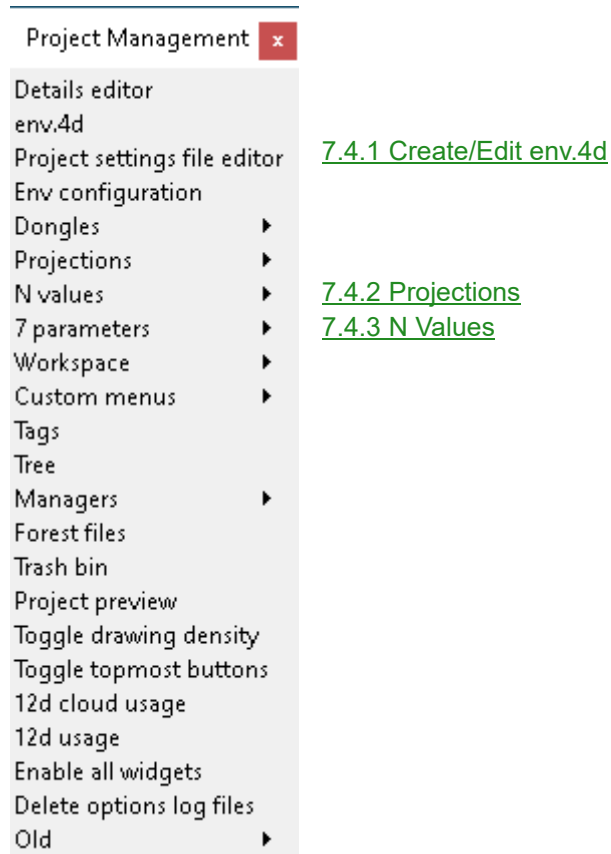 Project Management x
Details editor
env.4d
Project settings file editor
7.4.1 Create/Edit env.4d
Env configuration
Dongles
Projections
N values
7.4.2 Projections
7 parameters
7.4.3 N Values
Workspace
Custom menus
Tags
Tree
Managers
Forest files
Trash bin
Project preview
Toggle drawing density
Toggle topmost buttons
12d cloud usage
12d usage
Enable all widgets
Delete options log files
Old